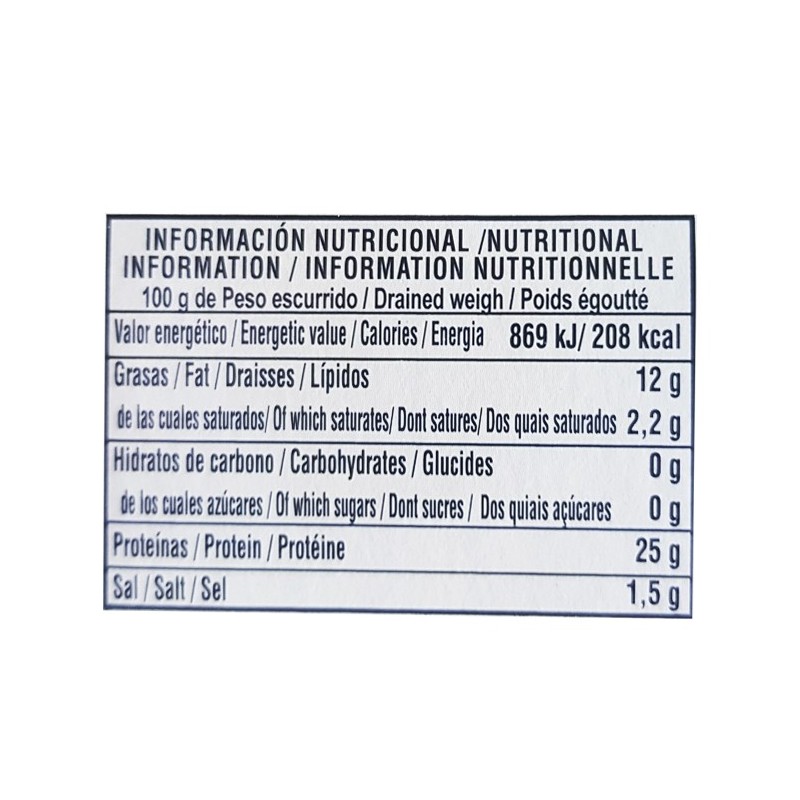 INFORMACIÓN NUTRICIONAL /NUTRITIONAL
INFORMATION / INFORMATION NUTRITIONNELLE
100 g de Peso escurrido / Drained weigh / Poids égoutté
Valor energético / Energetic value / Calories / Energia 869 kJ/ 208 kcal
Grasas / Fat / Draisses / Lípidos 12 g
de las cuales saturados/ Of which saturates/ Dont satures/ Dos quais saturados 2,2 g
Hidratos de carbono / Carbohydrates / Glucides 0 g
de los cuales azúcares / Of which sugars / Dont sucres / Dos quiais açúcares 0 g
Proteínas / Protein / Protéine 25 g
Sal / Salt / Sel 1,5 g